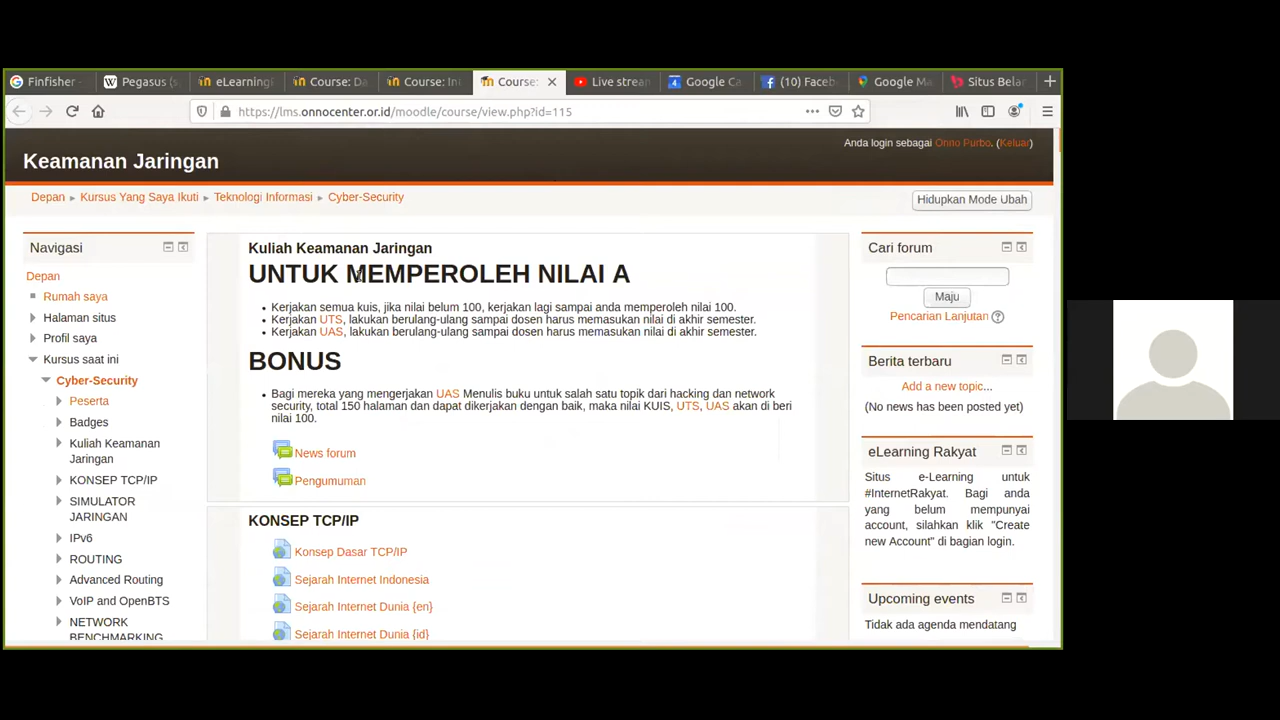 Finfisher
Pegasus (s
eLearning
Course: Da
Course: In
Course:
Live strean
Google Ca
(10) Faceb
Google Ma
Situs Belar
https://lms.onnocenter.or.id/moodle/course/view.php?id=115
Keamanan Jaringan
Anda login sebagai Onno Purbo. (Keluar)
Depan ▸ Kursus Yang Saya Ikuti ▸ Teknologi Informasi ▸ Cyber-Security
Hidupkan Mode Ubah
Navigasi
Depan
Rumah saya
Halaman situs
Profil saya
Kursus saat ini
Cyber-Security
Peserta
Badges
Kuliah Keamanan
Jaringan
KONSEP TCP/IP
SIMULATOR
JARINGAN
IPv6
ROUTING
Advanced Routing
VoIP and OpenBTS
NETWORK
BENCHMARKING
Kuliah Keamanan Jaringan
UNTUK MEMPEROLEH NILAI A
• Kerjakan semua kuis, jika nilai belum 100, kerjakan lagi sampai anda memperoleh nilai 100.
• Kerjakan UTS, lakukan berulang-ulang sampai dosen harus memasukan nilai di akhir semester.
• Kerjakan UAS, lakukan berulang-ulang sampai dosen harus memasukan nilai di akhir semester.
BONUS
• Bagi mereka yang mengerjakan UAS Menulis buku untuk salah satu topik dari hacking dan network
security, total 150 halaman dan dapat dikerjakan dengan baik, maka nilai KUIS, UTS, UAS akan di beri
nilai 100.
News forum
Pengumuman
KONSEP TCP/IP
Konsep Dasar TCP/IP
Sejarah Internet Indonesia
Sejarah Internet Dunia {en}
Sejarah Internet Dunia {id}
Cari forum
Maju
Pencarian Lanjutan
Berita terbaru
Add a new topic...
(No news has been posted yet)
eLearning Rakyat
Situs e-Learning untuk
#InternetRakyat. Bagi anda
yang belum mempunyai
account, silahkan klik "Create
new Account" di bagian login.
Upcoming events
Tidak ada agenda mendatang